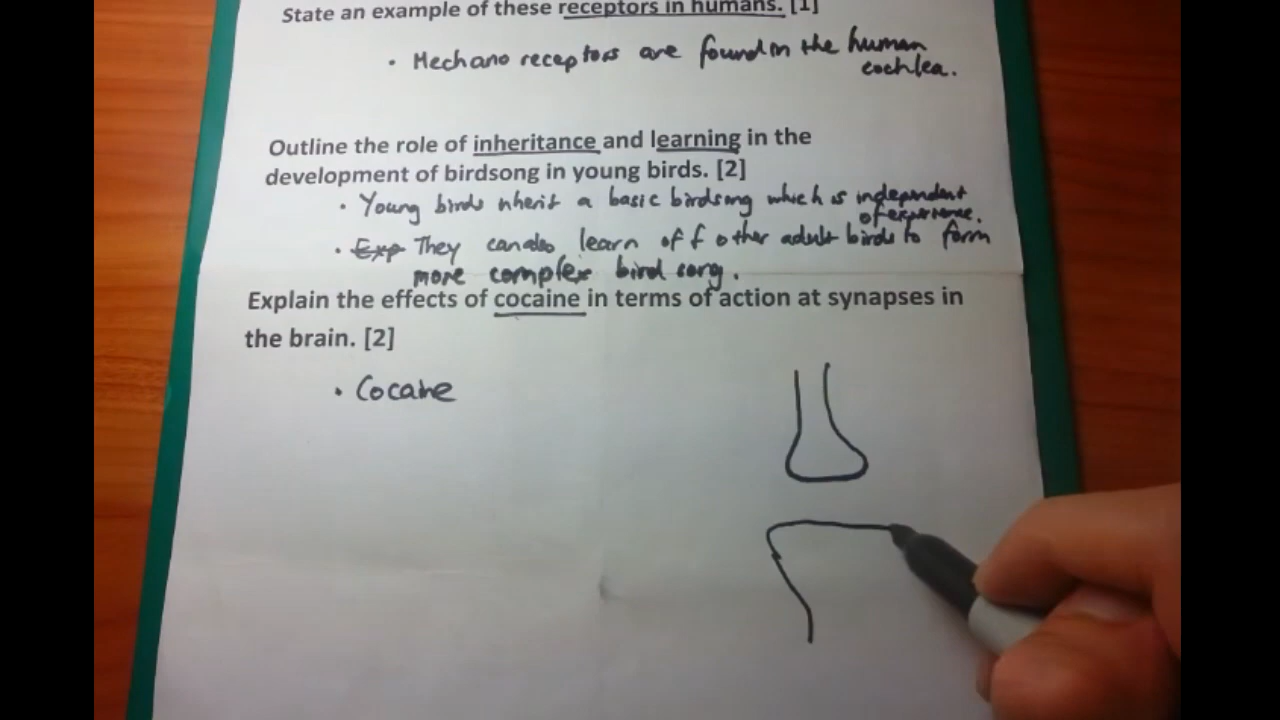 State an example of these receptors in humans. [1]
• Mechano receptors are found in the human
cochlea.
Outline the role of inheritance and learning in the
development of birdsong in young birds. [2]
• Young birds nherit a basic birdsong which is independent
of experience.
• Exp They can also learn off other adult birds to form
more complex bird song.
Explain the effects of cocaine in terms of action at synapses in
the brain. [2]
• Cocaine